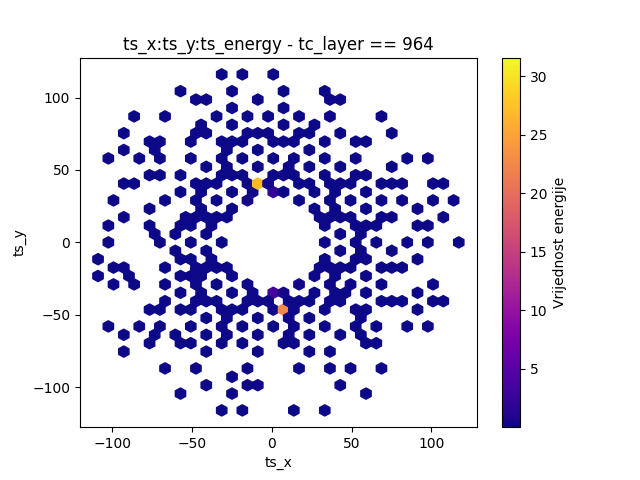 ts_x:ts_y:ts_energy - tc_layer == 964
100
50
0
−50
−100
ts_y
−100 −50 0 50 100
ts_x
30
25
20
15
10
5
Vrijednost energije